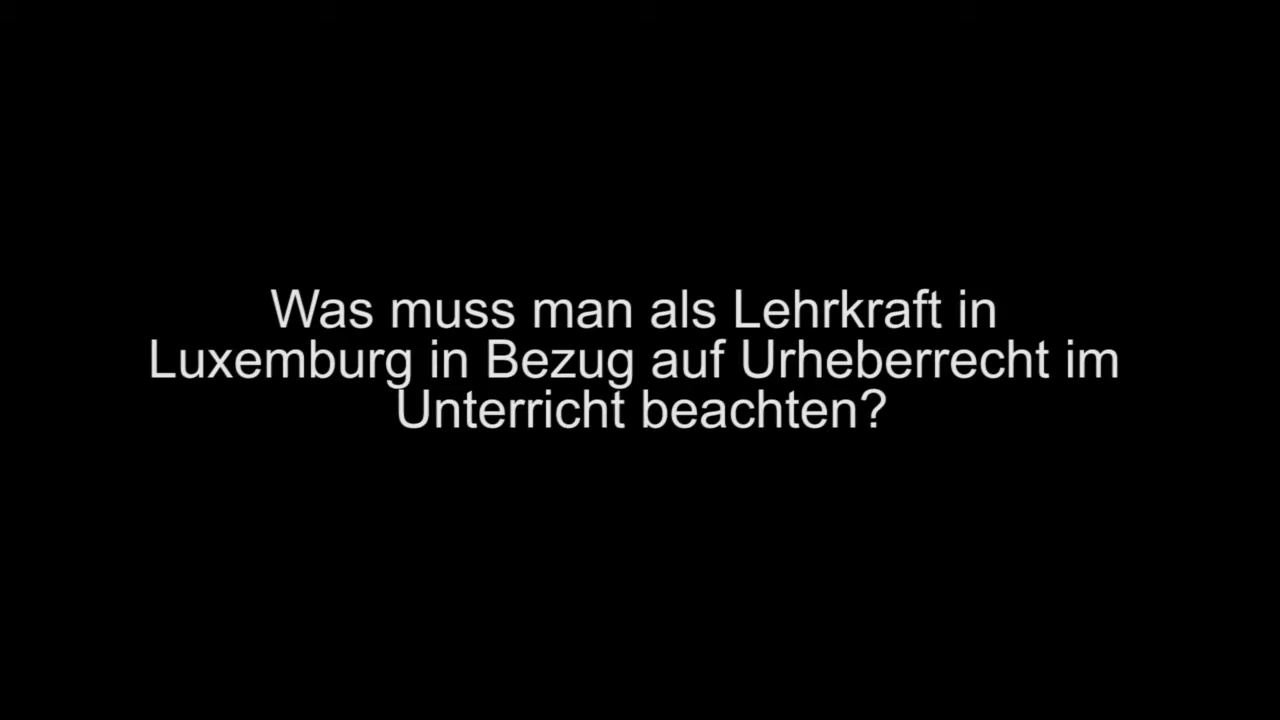 Was muss man als Lehrkraft in
Luxemburg in Bezug auf Urheberrecht im
Unterricht beachten?